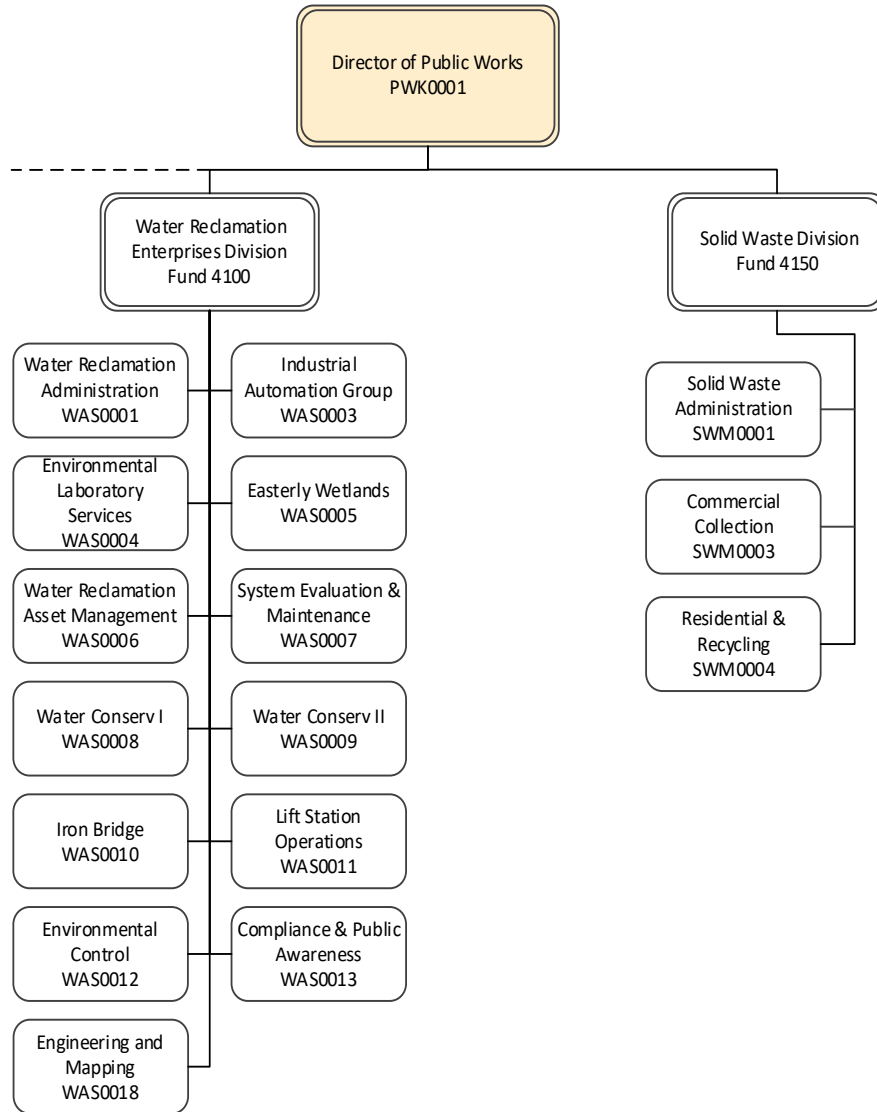 Director of Public Works
PWK0001
Water Reclamation
Enterprises Division
Fund 4100
Solid Waste Division
Fund 4150
Water Reclamation
Administration
WAS0001
Industrial
Automation Group
WAS0003
Environmental
Laboratory
Services
WAS0004
Easterly Wetlands
WAS0005
Water Reclamation
Asset Management
WAS0006
System Evaluation &
Maintenance
WAS0007
Water Conserv I
WAS0008
Water Conserv II
WAS0009
Iron Bridge
WAS0010
Lift Station
Operations
WAS0011
Environmental
Control
WAS0012
Compliance & Public
Awareness
WAS0013
Engineering and
Mapping
WAS0018
Solid Waste
Administration
SWM0001
Commercial
Collection
SWM0003
Residential &
Recycling
SWM0004